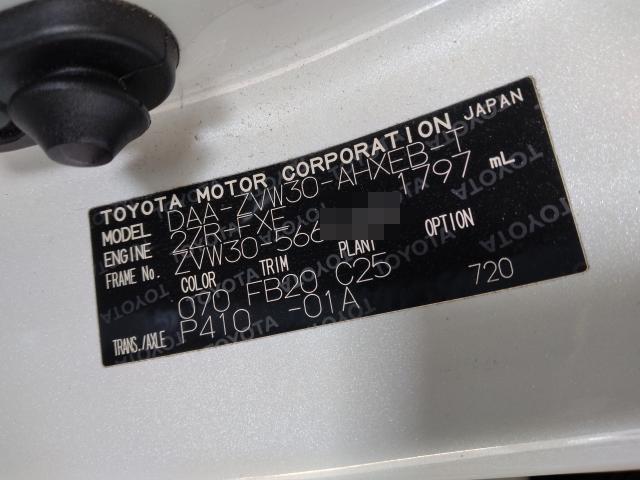 TOYOTA MOTOR CORPORATION JAPAN
MODEL DAA-ZVW30-AHXEB-T
ENGINE 2ZR-FXE 1797 mL
FRAME No. ZVW30-566
COLOR TRIM PLANT OPTION
070 FB20 C25 720
TRANS./AXLE P410 -01A